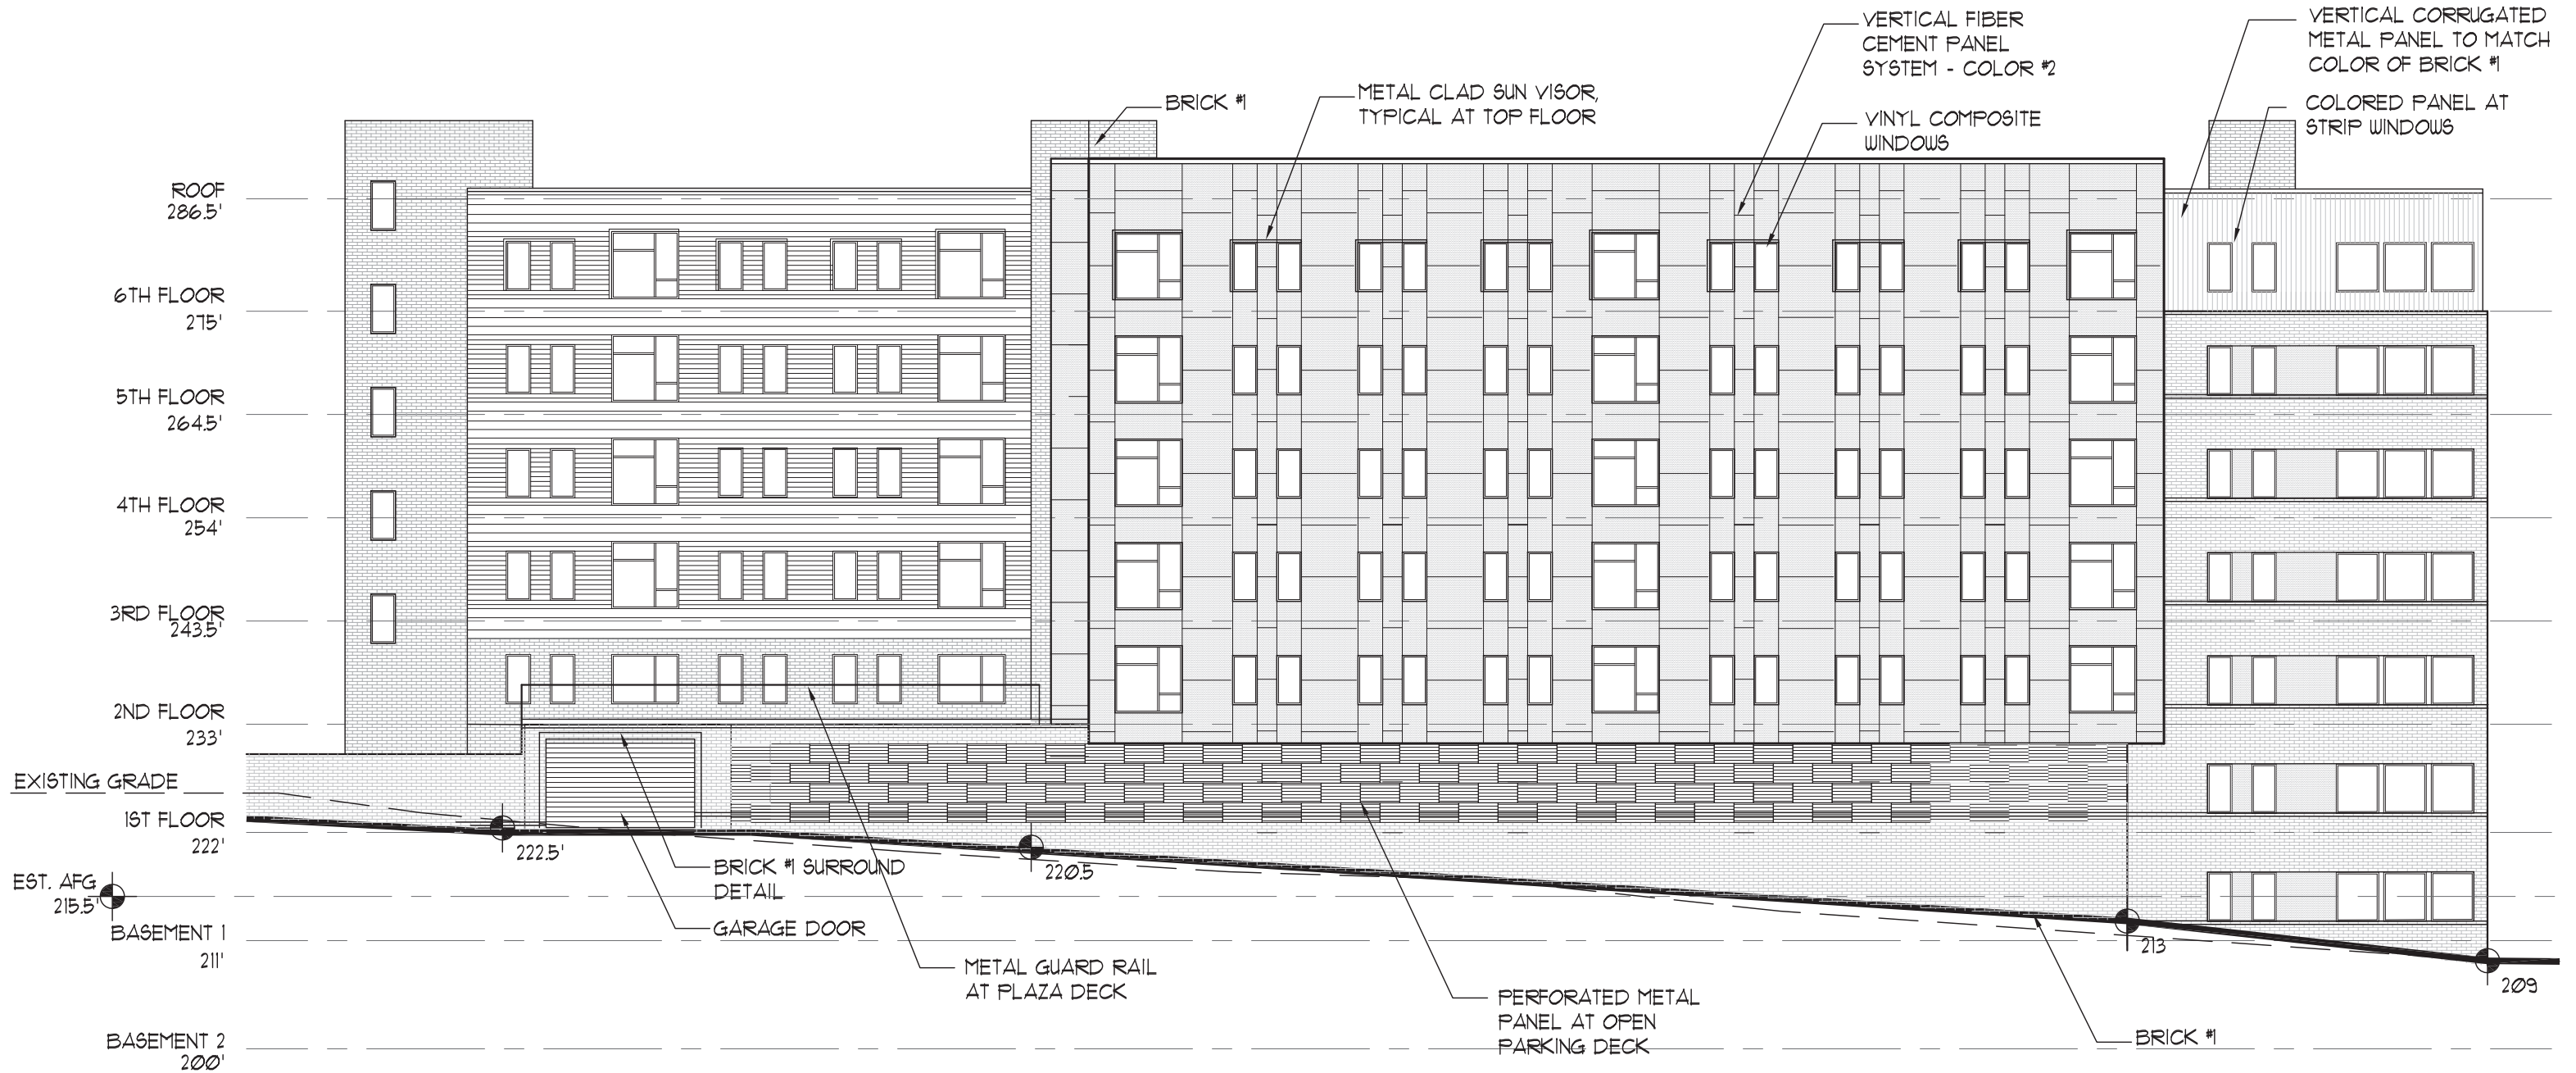 VERTICAL FIBER
CEMENT PANEL
SYSTEM - COLOR #2
VERTICAL CORRUGATED
METAL PANEL TO MATCH
COLOR OF BRICK #1
METAL CLAD SUN VISOR,
TYPICAL AT TOP FLOOR
BRICK #1
COLORED PANEL AT
STRIP WINDOWS
VINYL COMPOSITE
WINDOWS
ROOF
286.5'
6TH FLOOR
275'
5TH FLOOR
264.5'
4TH FLOOR
254'
3RD FLOOR
243.5'
2ND FLOOR
233'
EXISTING GRADE
1ST FLOOR
222'
222.5'
220.5
EST. AFG
215.5'
BASEMENT 1
211'
213
209
BRICK #1 SURROUND
DETAIL
GARAGE DOOR
METAL GUARD RAIL
AT PLAZA DECK
PERFORATED METAL
PANEL AT OPEN
PARKING DECK
BRICK #1
BASEMENT 2
200'